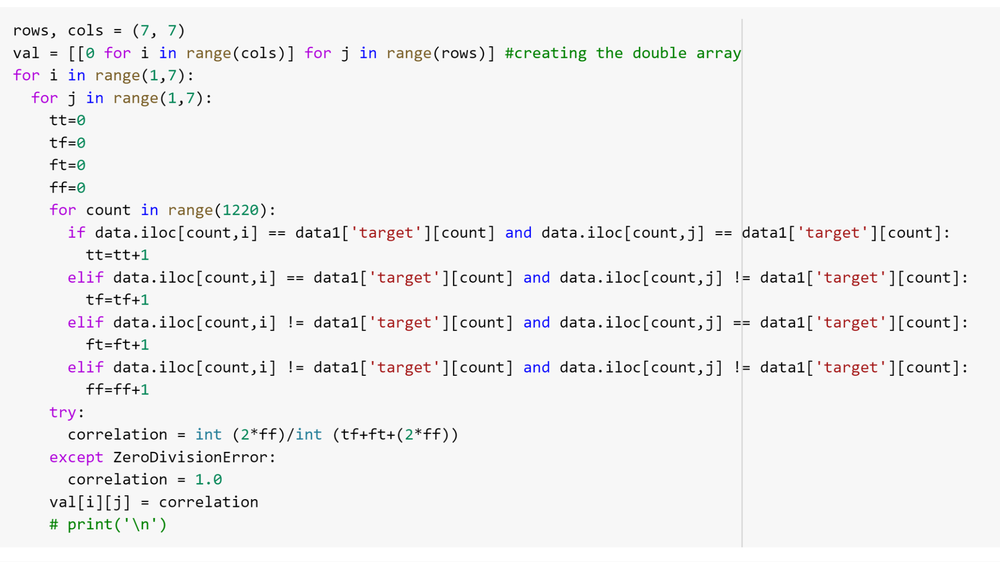 rows, cols = (7, 7)
val = [[0 for i in range(cols)] for j in range(rows)] #creating the double array
for i in range(1,7):
  for j in range(1,7):
    tt=0
    tf=0
    ft=0
    ff=0
    for count in range(1220):
      if data.iloc[count,i] == data1['target'][count] and data.iloc[count,j] == data1['target'][count]:
        tt=tt+1
      elif data.iloc[count,i] == data1['target'][count] and data.iloc[count,j] != data1['target'][count]:
        tf=tf+1
      elif data.iloc[count,i] != data1['target'][count] and data.iloc[count,j] == data1['target'][count]:
        ft=ft+1
      elif data.iloc[count,i] != data1['target'][count] and data.iloc[count,j] != data1['target'][count]:
        ff=ff+1
    try:
      correlation = int (2*ff)/int (tf+ft+(2*ff))
    except ZeroDivisionError:
      correlation = 1.0
    val[i][j] = correlation
    # print('\n')